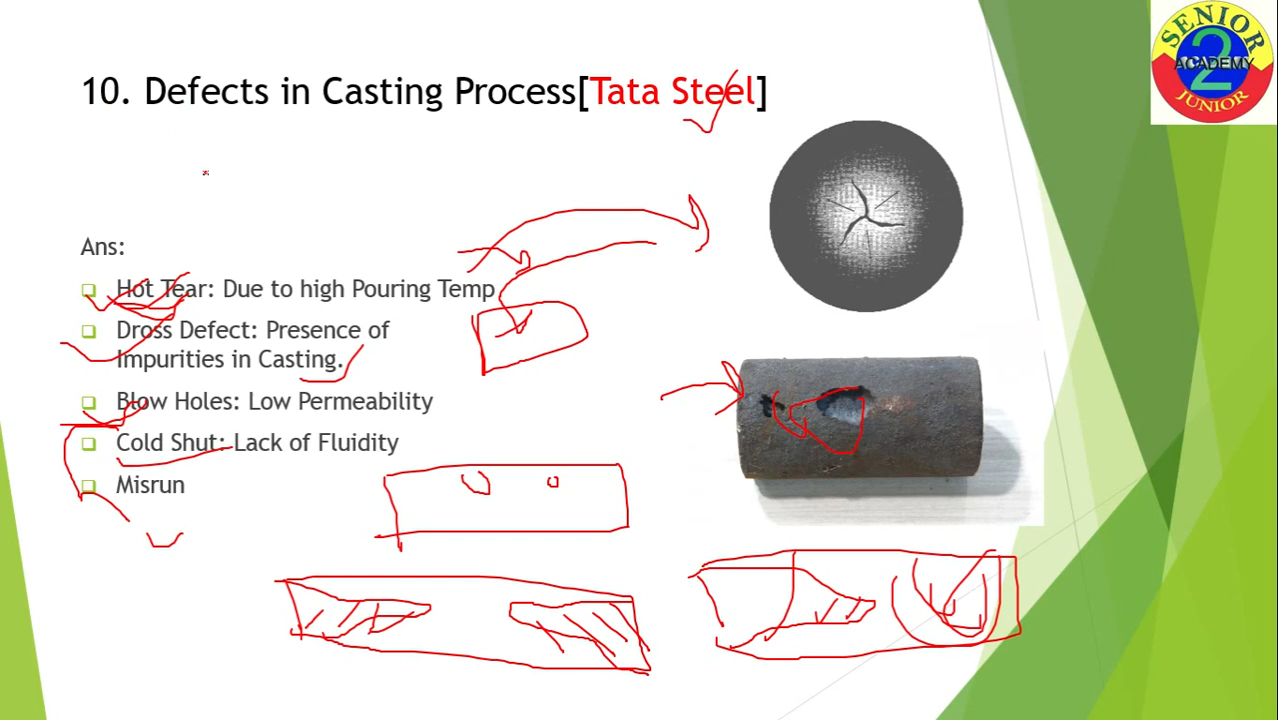 10. Defects in Casting Process[Tata Steel]
SENIOR
2
ACADEMY
JUNIOR
Ans:
Hot Tear: Due to high Pouring Temp
Dross Defect: Presence of
Impurities in Casting.
Blow Holes: Low Permeability
Cold Shut: Lack of Fluidity
Misrun